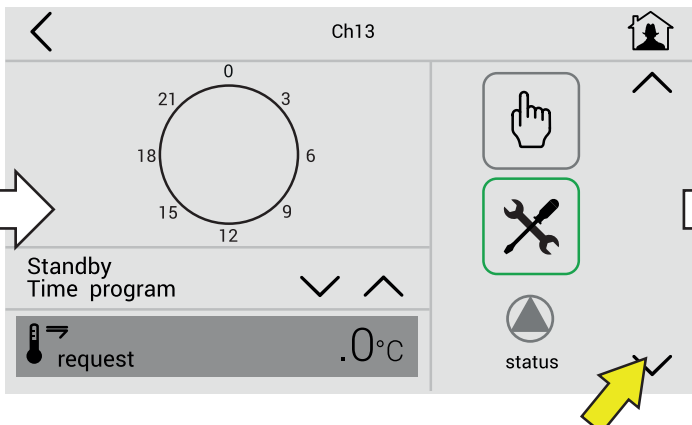 Ch13
0
21
3
18
6
15
9
12
Standby
Time program
request
.0°C
status